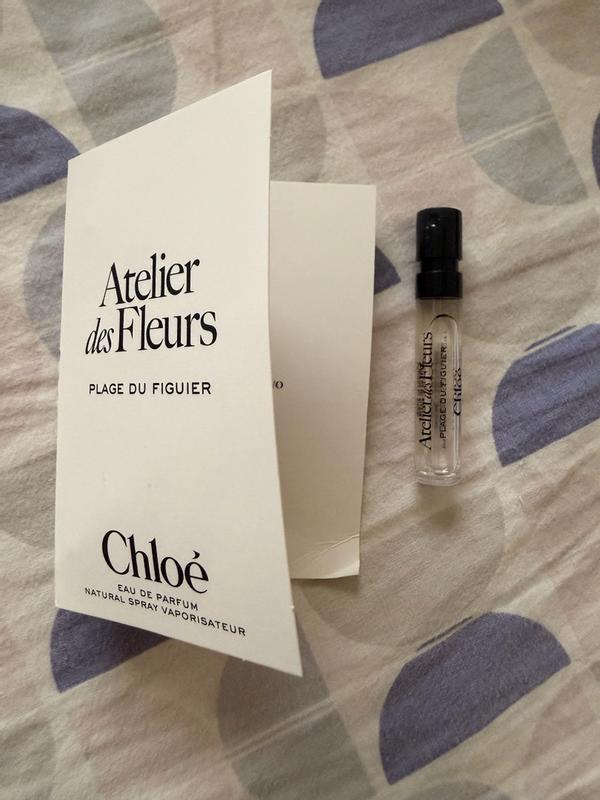 Atelier
des Fleurs
PLAGE DU FIGUIER
Chloé
EAU DE PARFUM
NATURAL SPRAY VAPORISATEUR
Atelier des Fleurs
PLAGE DU FIGUIER
Chloé